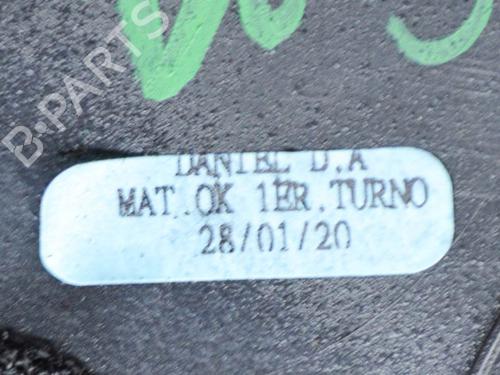 B-PARTS
DANIEL D.A
MAT.OK 1ER.TURNO
28/01/20